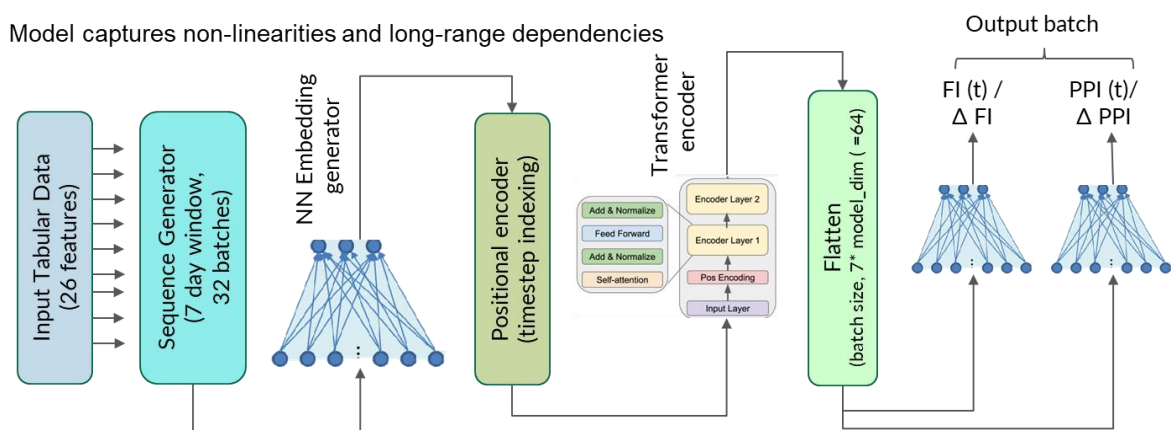 Model captures non-linearities and long-range dependencies
Input Tabular Data
(26 features)
Sequence Generator
(7 day window,
32 batches)
NN Embedding
generator
...
Positional encoder
(timestep indexing)
Transformer
encoder
Add & Normalize
Feed Forward
Add & Normalize
Self-attention
Encoder Layer 2
Encoder Layer 1
Pos Encoding
Input Layer
Flatten
(batch size, 7* model_dim ( =64)
Output batch
FI (t) /
Δ FI
PPI (t)/
Δ PPI
...
...